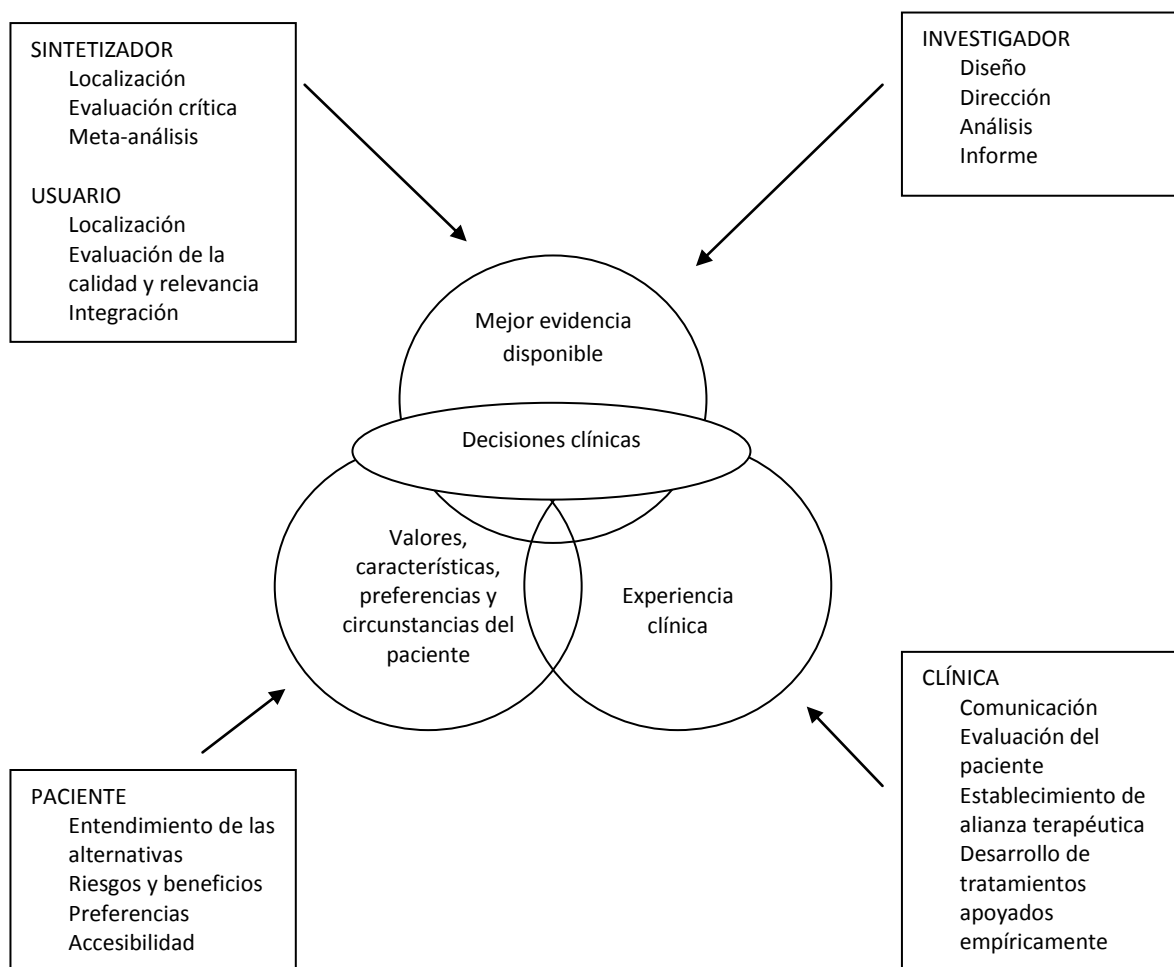 SINTETIZADOR
Localización
Evaluación crítica
Meta-análisis
USUARIO
Localización
Evaluación de la
calidad y relevancia
Integración
INVESTIGADOR
Diseño
Dirección
Análisis
Informe
Mejor evidencia
disponible
Decisiones clínicas
Valores,
características,
preferencias y
circunstancias del
paciente
Experiencia
clínica
PACIENTE
Entendimiento de las
alternativas
Riesgos y beneficios
Preferencias
Accesibilidad
CLÍNICA
Comunicación
Evaluación del
paciente
Establecimiento de
alianza terapéutica
Desarrollo de
tratamientos
apoyados
empíricamente